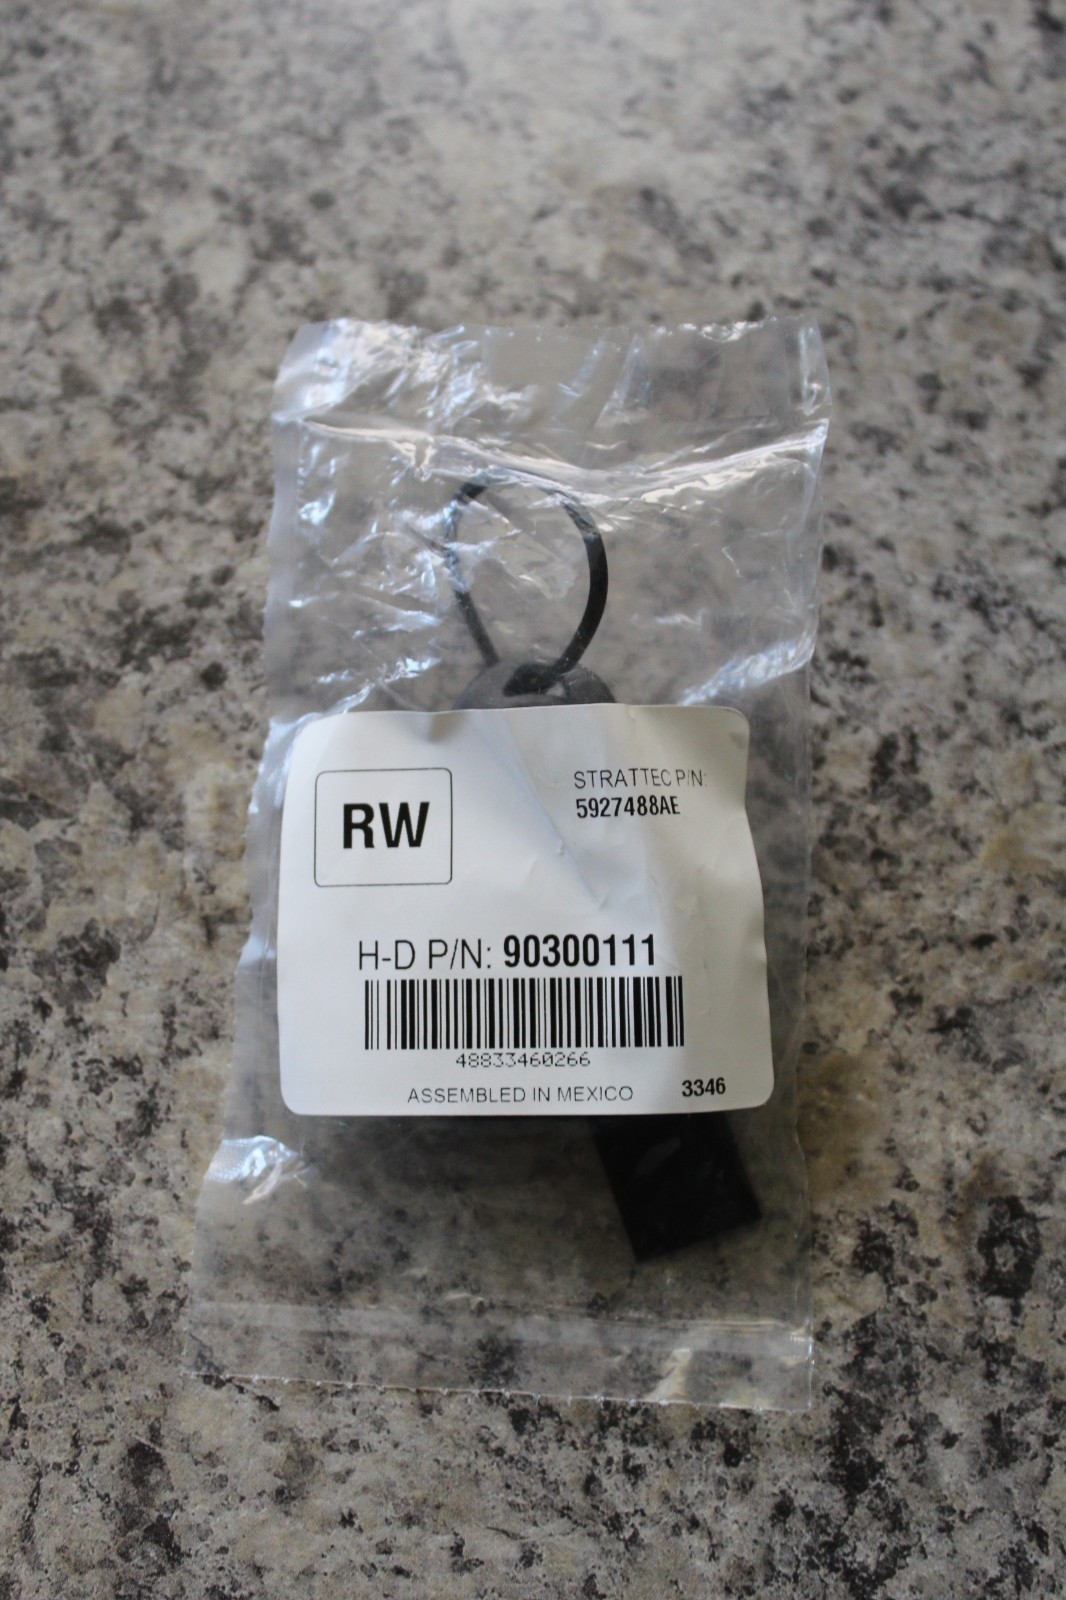 RW
STRATTEC P/N:
5927488AE
H-D P/N: 90300111
48833460266
ASSEMBLED IN MEXICO 3346